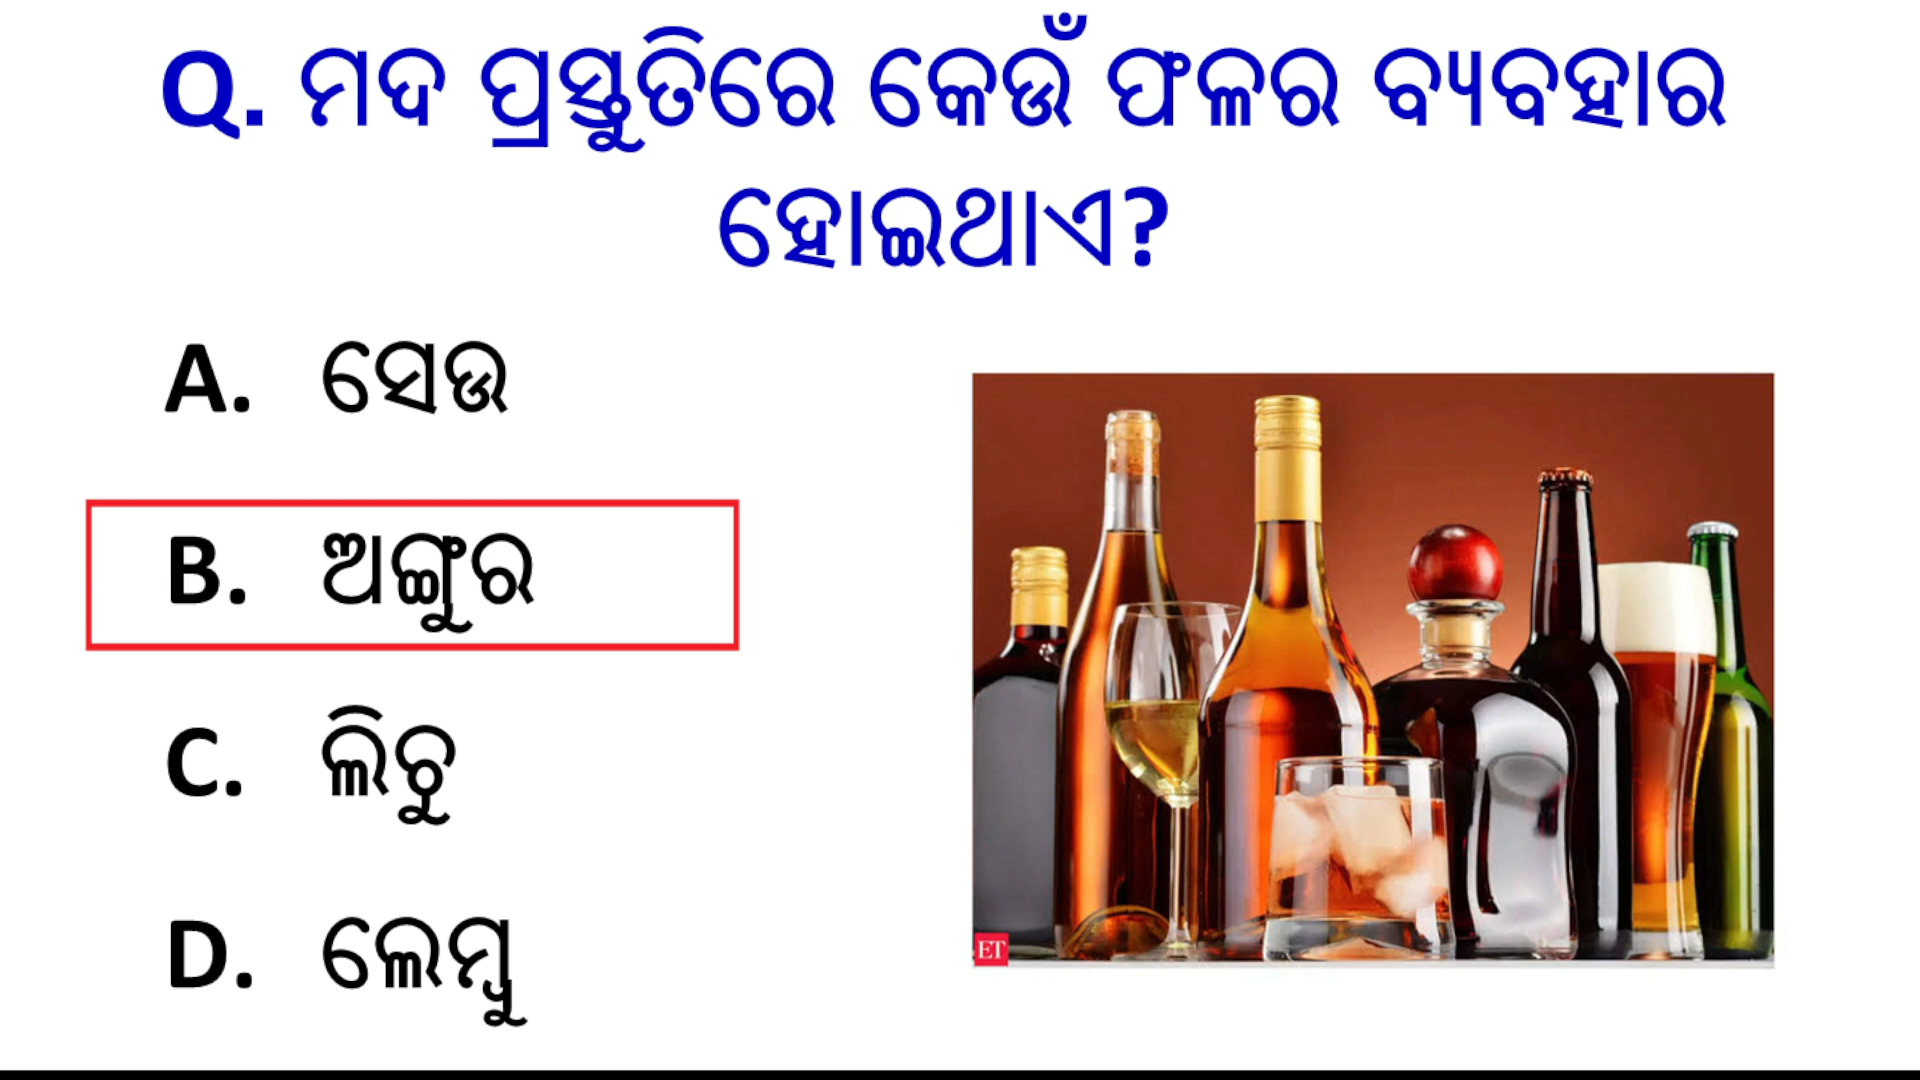 Q. ମଦ ପ୍ରସ୍ତୁତିରେ କେଉଁ ଫଳର ବ୍ୟବହାର
ହୋଇଥାଏ?
A. ସେଉ
B. ଅଙ୍ଗୁର
C. ଲିଚୁ
D. ଲେମ୍ବୁ
ET